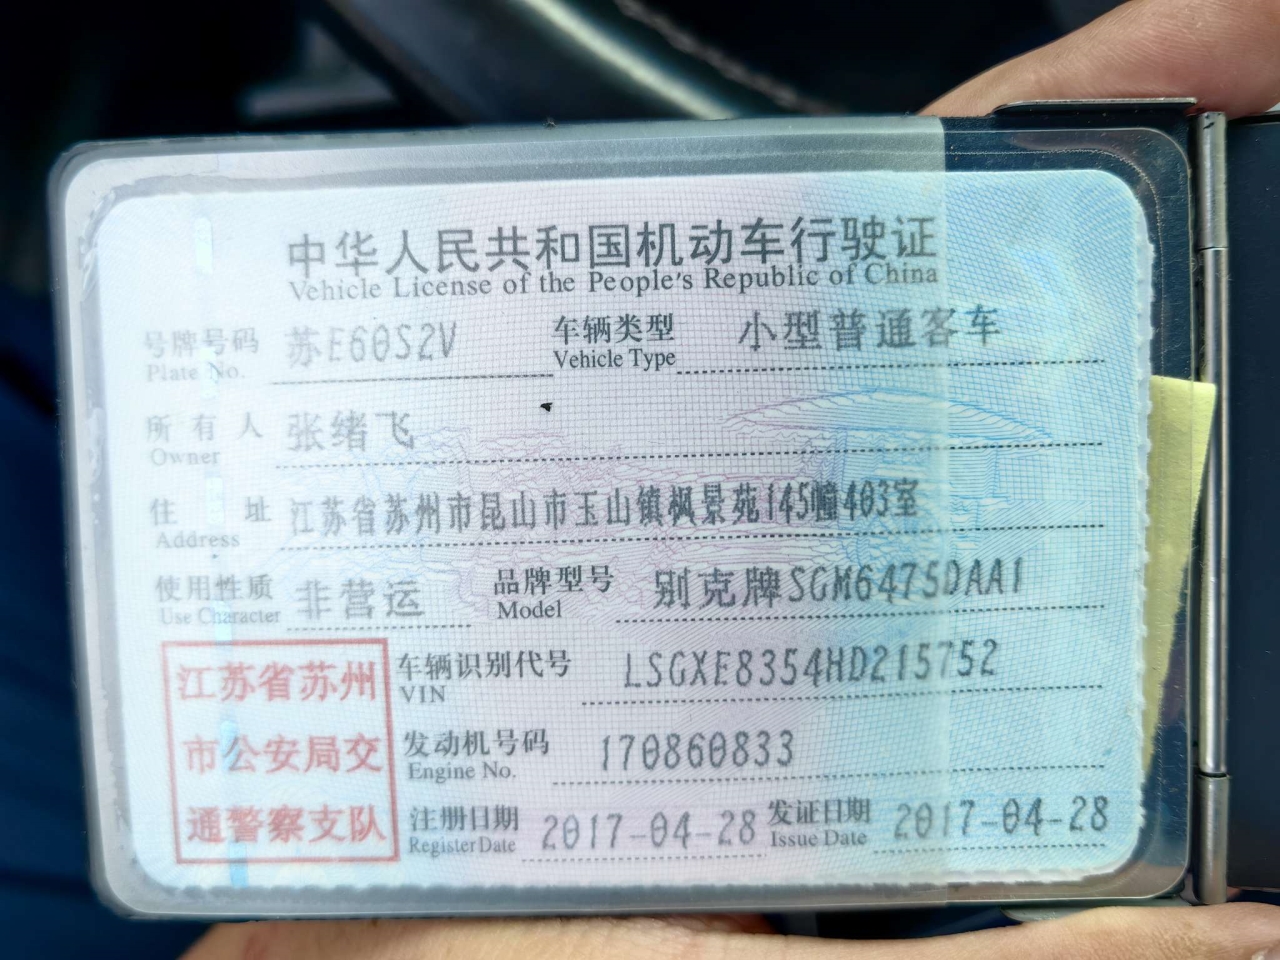 中华人民共和国机动车行驶证
Vehicle License of the People's Republic of China
号牌号码 苏E60S2V 车辆类型 小型普通客车
Plate No. Vehicle Type
所有人 张绪飞
Owner
住址 江苏省苏州市昆山市玉山镇枫景苑145幢403室
Address
使用性质 非营运 品牌型号 别克牌SGM6475DAA1
Use Character Model
江苏省苏州 车辆识别代号 LSGXE8354HD215752
VIN
市公安局交 发动机号码 170860833
Engine No.
通警察支队 注册日期 2017-04-28 发证日期 2017-04-28
Register Date Issue Date